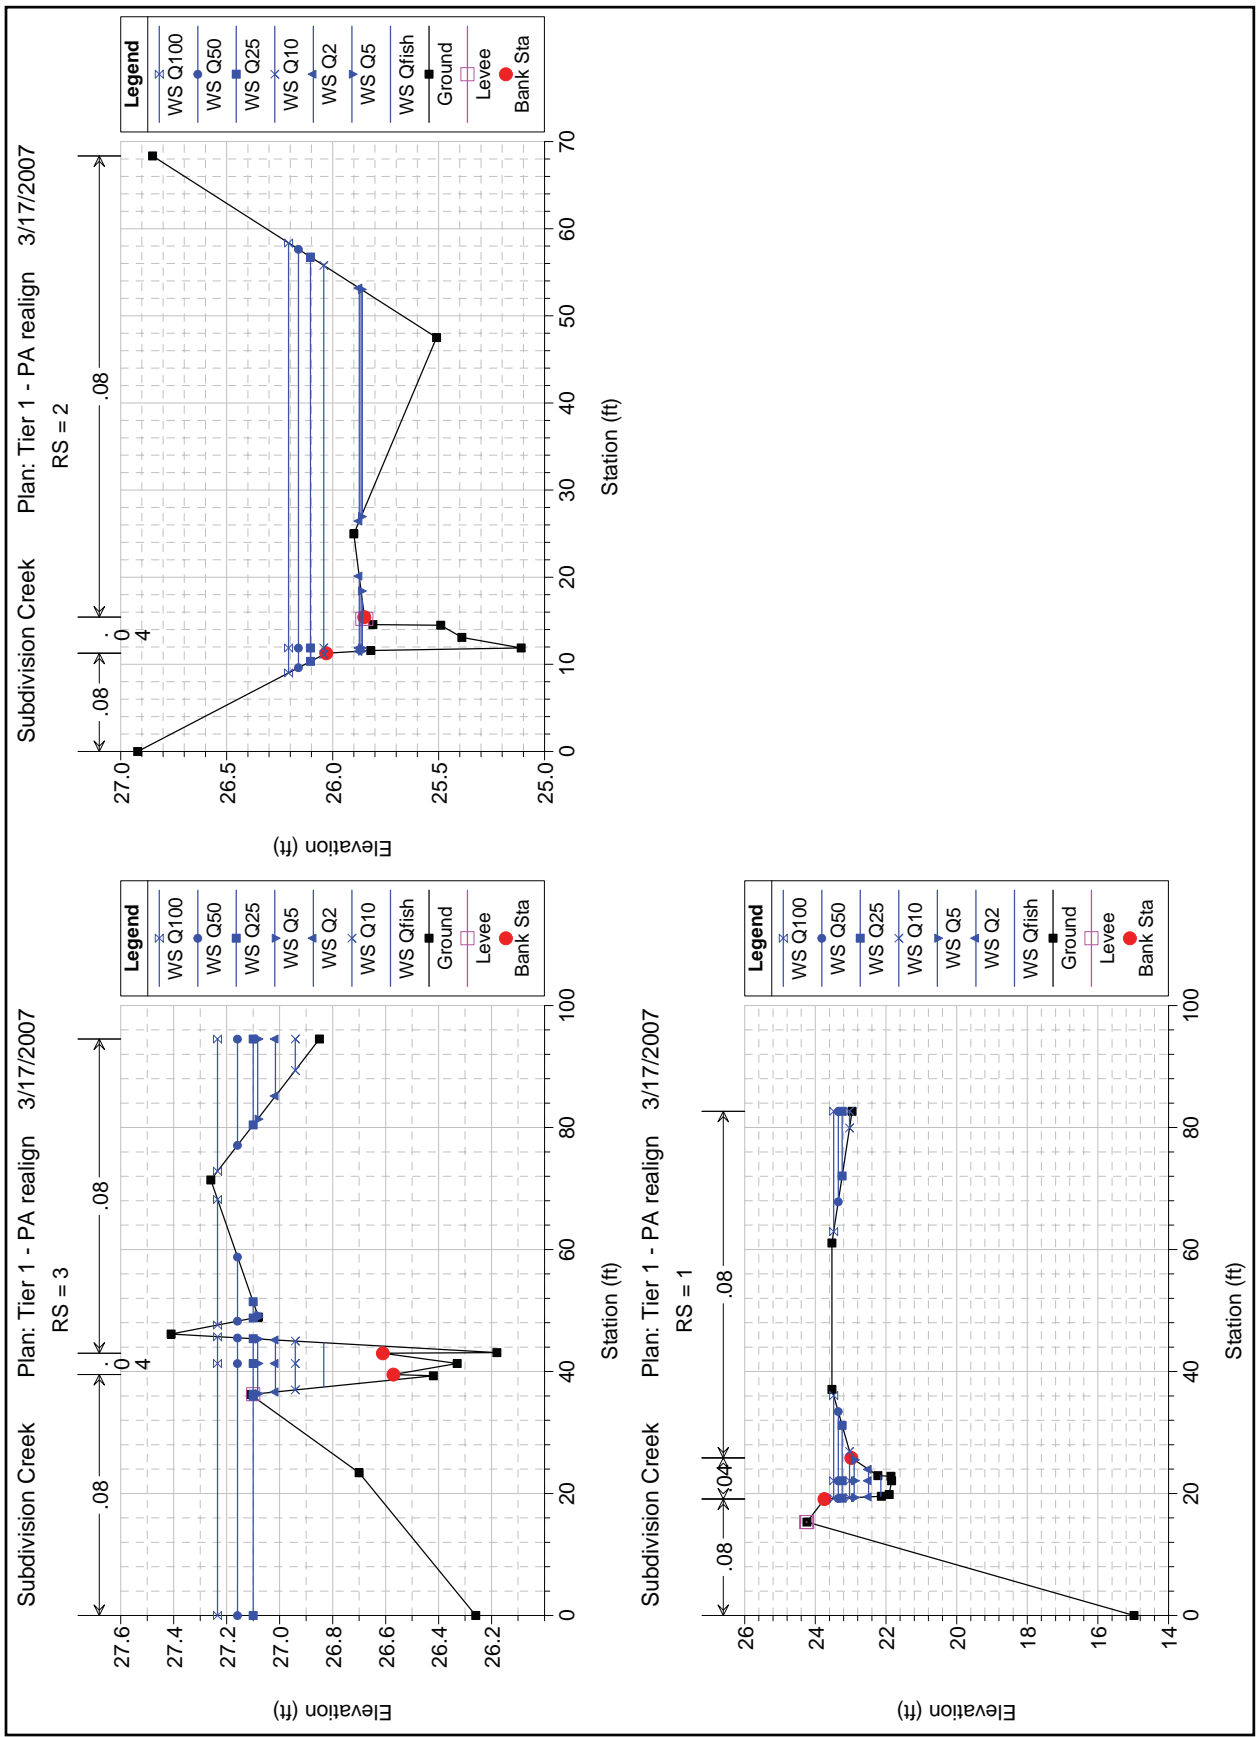 Subdivision Creek Plan: Tier 1 - PA realign 3/17/2007
RS = 3
.08
.04
.08
27.6
27.4
27.2
27.0
26.8
26.6
26.4
26.2
Elevation (ft)
0
20
40
60
80
100
Station (ft)
Legend
WS Q100
WS Q50
WS Q25
WS Q5
WS Q2
WS Q10
WS Qfish
Ground
Levee
Bank Sta
Subdivision Creek Plan: Tier 1 - PA realign 3/17/2007
RS = 2
.08
.04
.08
27.0
26.5
26.0
25.5
25.0
Elevation (ft)
0
10
20
30
40
50
60
70
Station (ft)
Legend
WS Q100
WS Q50
WS Q25
WS Q10
WS Q2
WS Q5
WS Qfish
Ground
Levee
Bank Sta
Subdivision Creek Plan: Tier 1 - PA realign 3/17/2007
RS = 1
.08
.04
.08
26
24
22
20
18
16
14
Elevation (ft)
0
20
40
60
80
100
Station (ft)
Legend
WS Q100
WS Q50
WS Q25
WS Q10
WS Q5
WS Q2
WS Qfish
Ground
Levee
Bank Sta